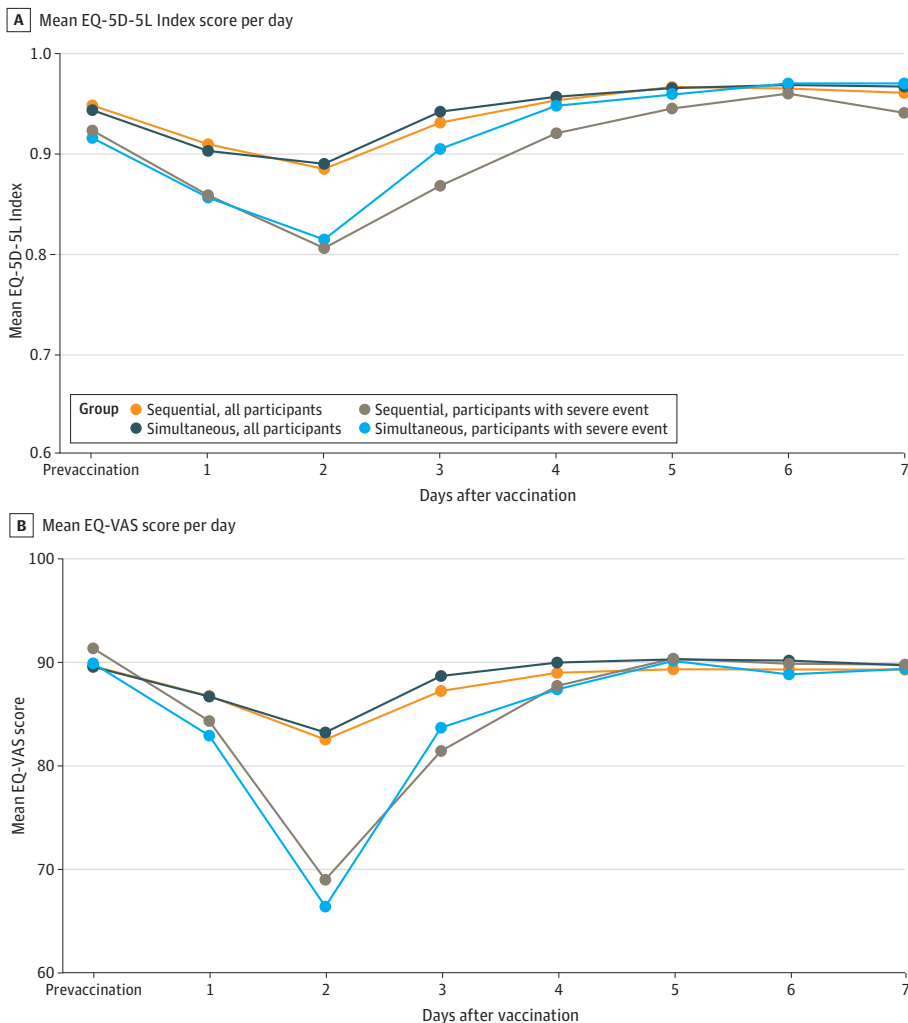 A Mean EQ-5D-5L Index score per day
Mean EQ-5D-5L Index
1.0
0.9
0.8
0.7
0.6
Group Sequential, all participants Sequential, participants with severe event
Simultaneous, all participants Simultaneous, participants with severe event
Prevaccination 1 2 3 4 5 6 7
Days after vaccination
B Mean EQ-VAS score per day
Mean EQ-VAS score
100
90
80
70
60
Prevaccination 1 2 3 4 5 6 7
Days after vaccination